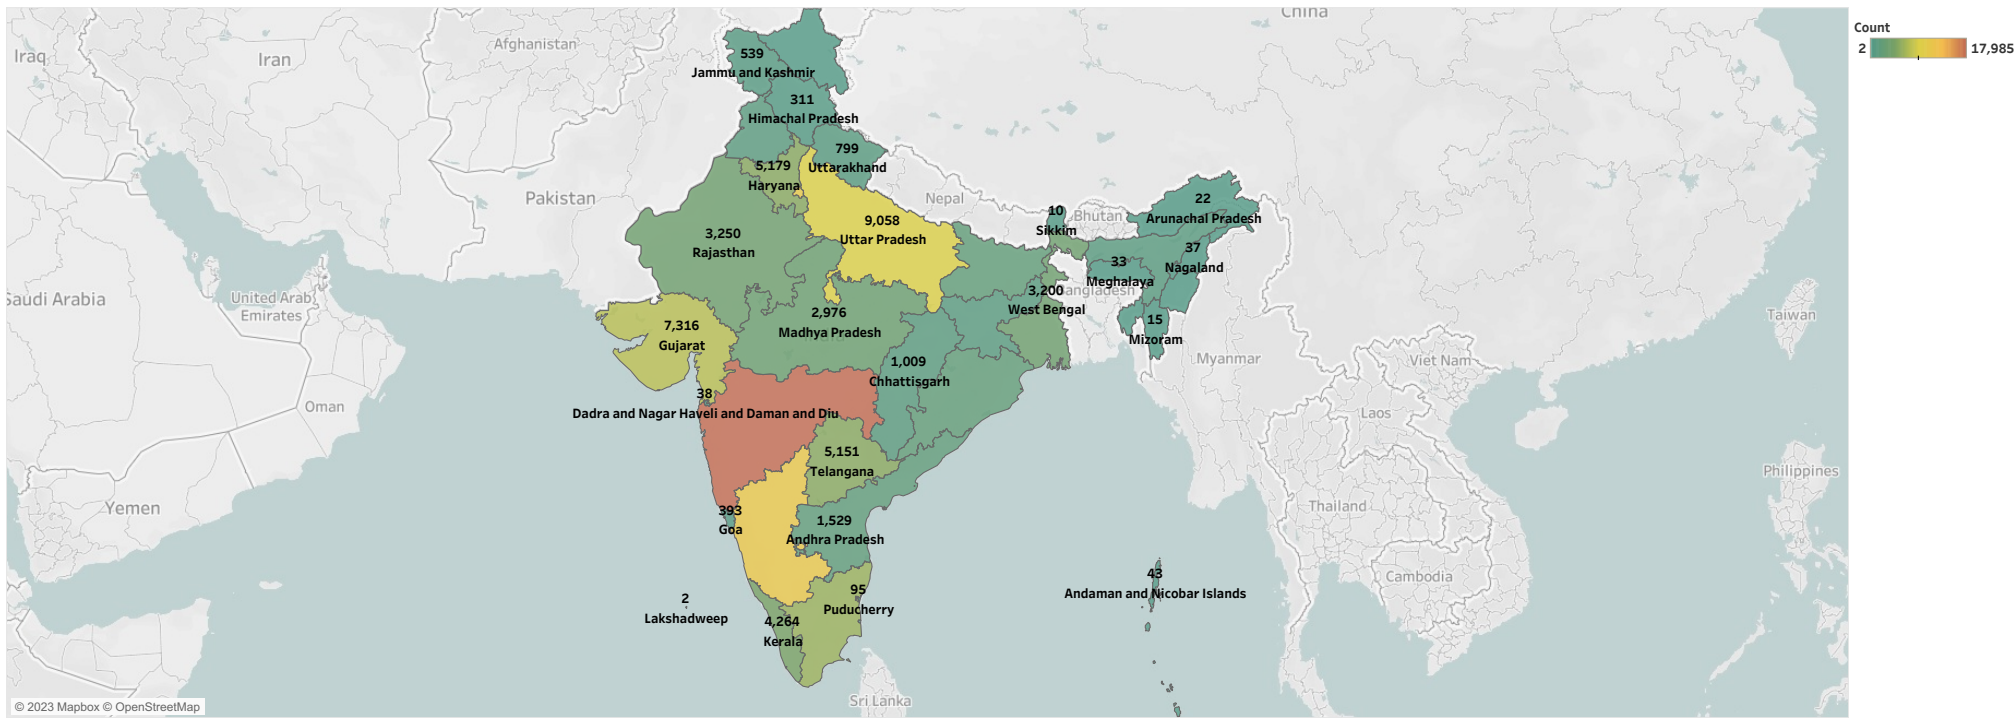 China
Count
2
17,985
Iraq
Iran
Afghanistan
539
Jammu and Kashmir
311
Himachal Pradesh
799
Uttarakhand
5,179
Haryana
Pakistan
Nepal
Bhutan
10
Sikkim
22
Arunachal Pradesh
9,058
Uttar Pradesh
3,250
Rajasthan
37
Nagaland
33
Meghalaya
Bangladesh
3,200
West Bengal
15
Mizoram
Saudi Arabia
United Arab
Emirates
7,316
Gujarat
2,976
Madhya Pradesh
Taiwan
Myanmar
Viet Nam
1,009
Chhattisgarh
38
Dadra and Nagar Haveli and Daman and Diu
Oman
Laos
5,151
Telangana
Philippines
Yemen
Thailand
393
Goa
1,529
Andhra Pradesh
Cambodia
43
Andaman and Nicobar Islands
2
Lakshadweep
95
Puducherry
4,264
Kerala
Sri Lanka
© 2023 Mapbox © OpenStreetMap